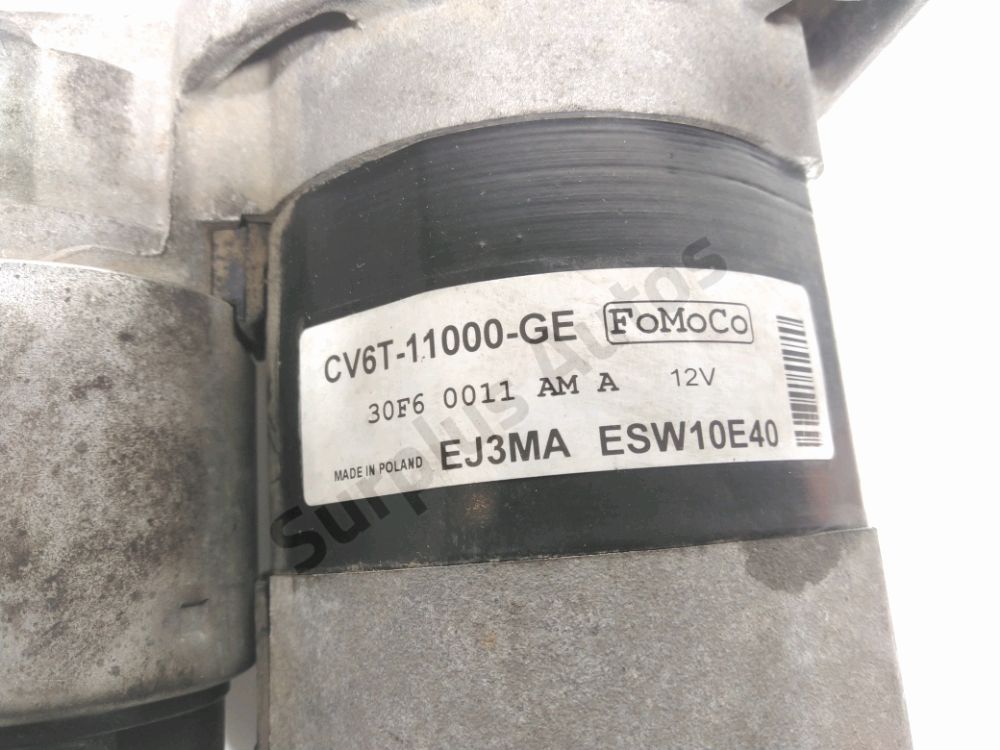 CV6T-11000-GE FoMoCo
30F6 0011 AM A 12V
MADE IN POLAND EJ3MA ESW10E40
Surplus Autos